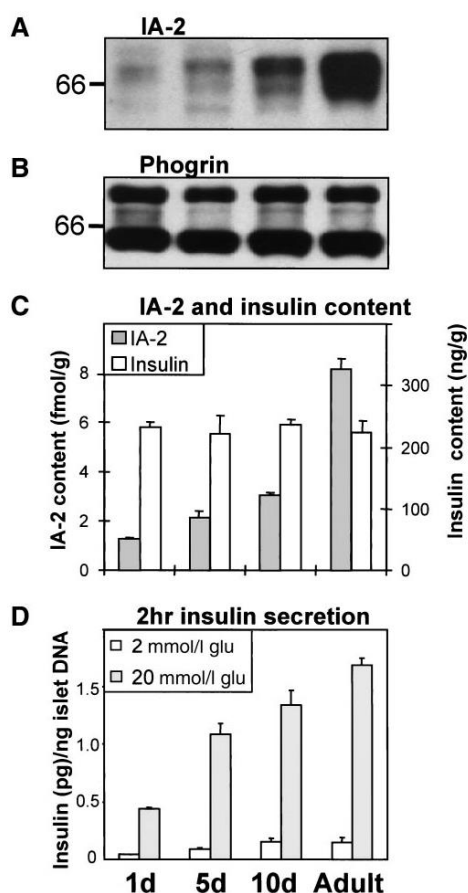 A
IA-2
66
B
Phogrin
66
C
IA-2 and insulin content
IA-2
Insulin
IA-2 content (fmol/g)
8
6
4
2
0
Insulin content (ng/g)
300
200
100
0
D
2hr insulin secretion
2 mmol/l glu
20 mmol/l glu
Insulin (pg)/ng islet DNA
1.5
1.0
0.5
0
1d 5d 10d Adult